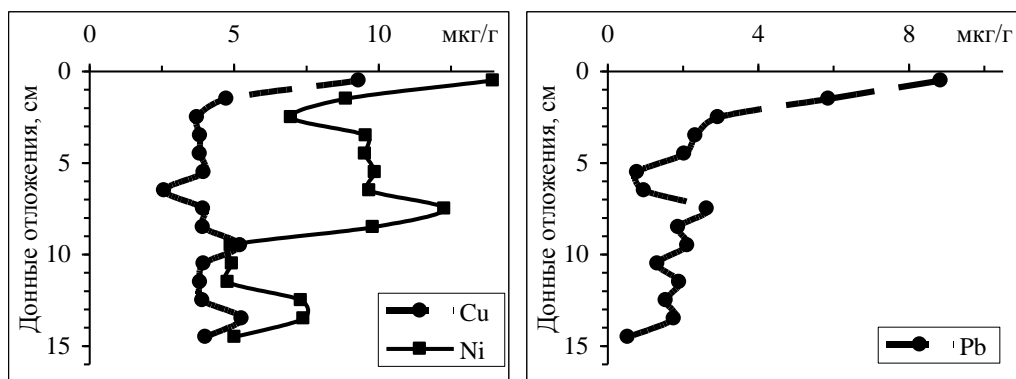 0 5 10 мкг/г
0
5
10
15
Донные отложения, см
Cu
Ni
0 4 8 мкг/г
0
5
10
15
Донные отложения, см
Pb